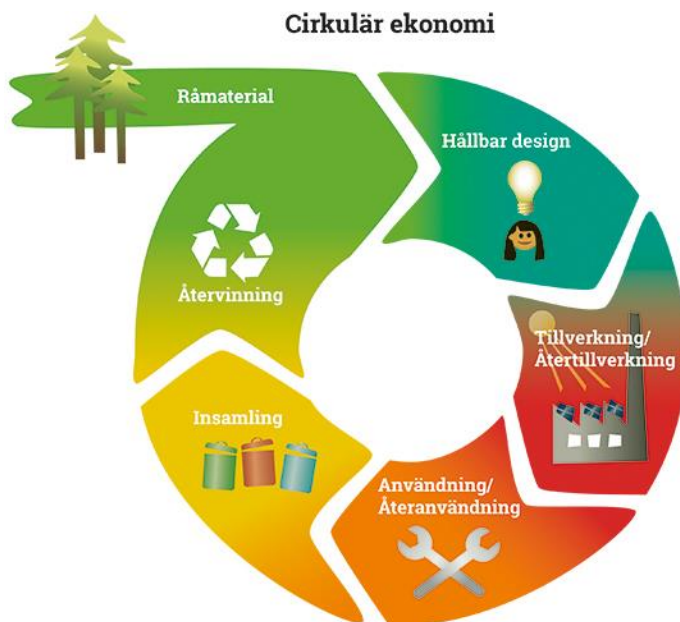 Cirkulär ekonomi
Råmaterial
Hållbar design
Tillverkning/
Återtillverkning
Användning/
Återanvändning
Insamling
Återvinning